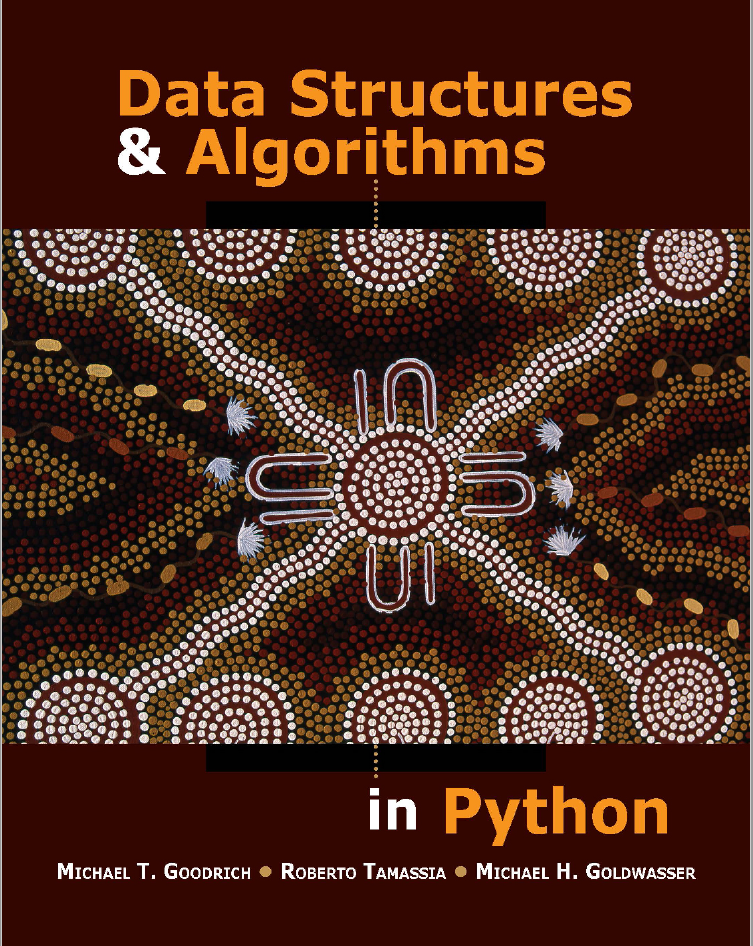 Data Structures
& Algorithms
in Python
MICHAEL T. GOODRICH ● ROBERTO TAMASSIA ● MICHAEL H. GOLDWASSER